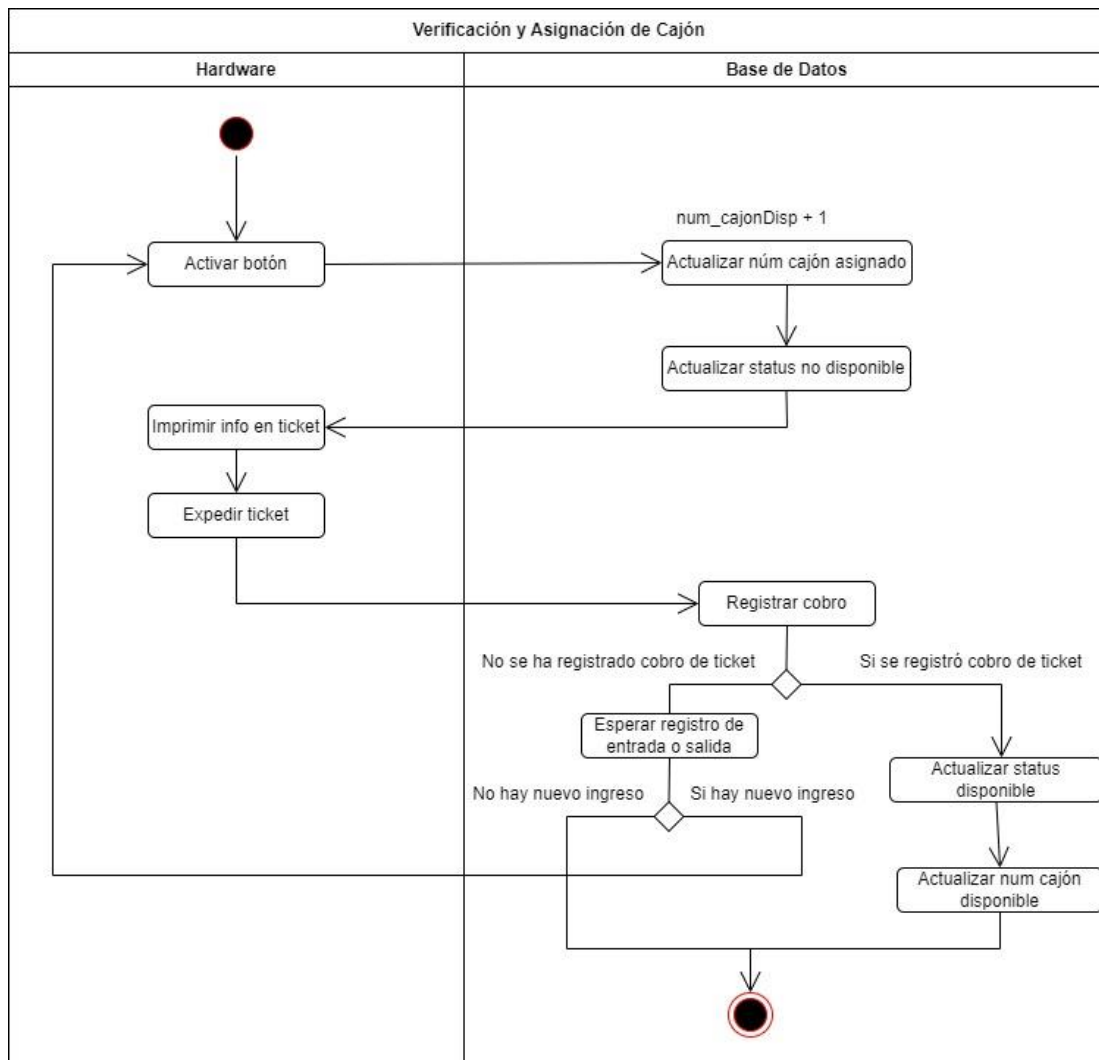 Verificación y Asignación de Cajón
Hardware
Base de Datos
num_cajonDisp + 1
Activar botón
Actualizar núm cajón asignado
Actualizar status no disponible
Imprimir info en ticket
Expedir ticket
Registrar cobro
No se ha registrado cobro de ticket
Si se registró cobro de ticket
Esperar registro de
entrada o salida
Actualizar status
disponible
No hay nuevo ingreso
Si hay nuevo ingreso
Actualizar num cajón
disponible